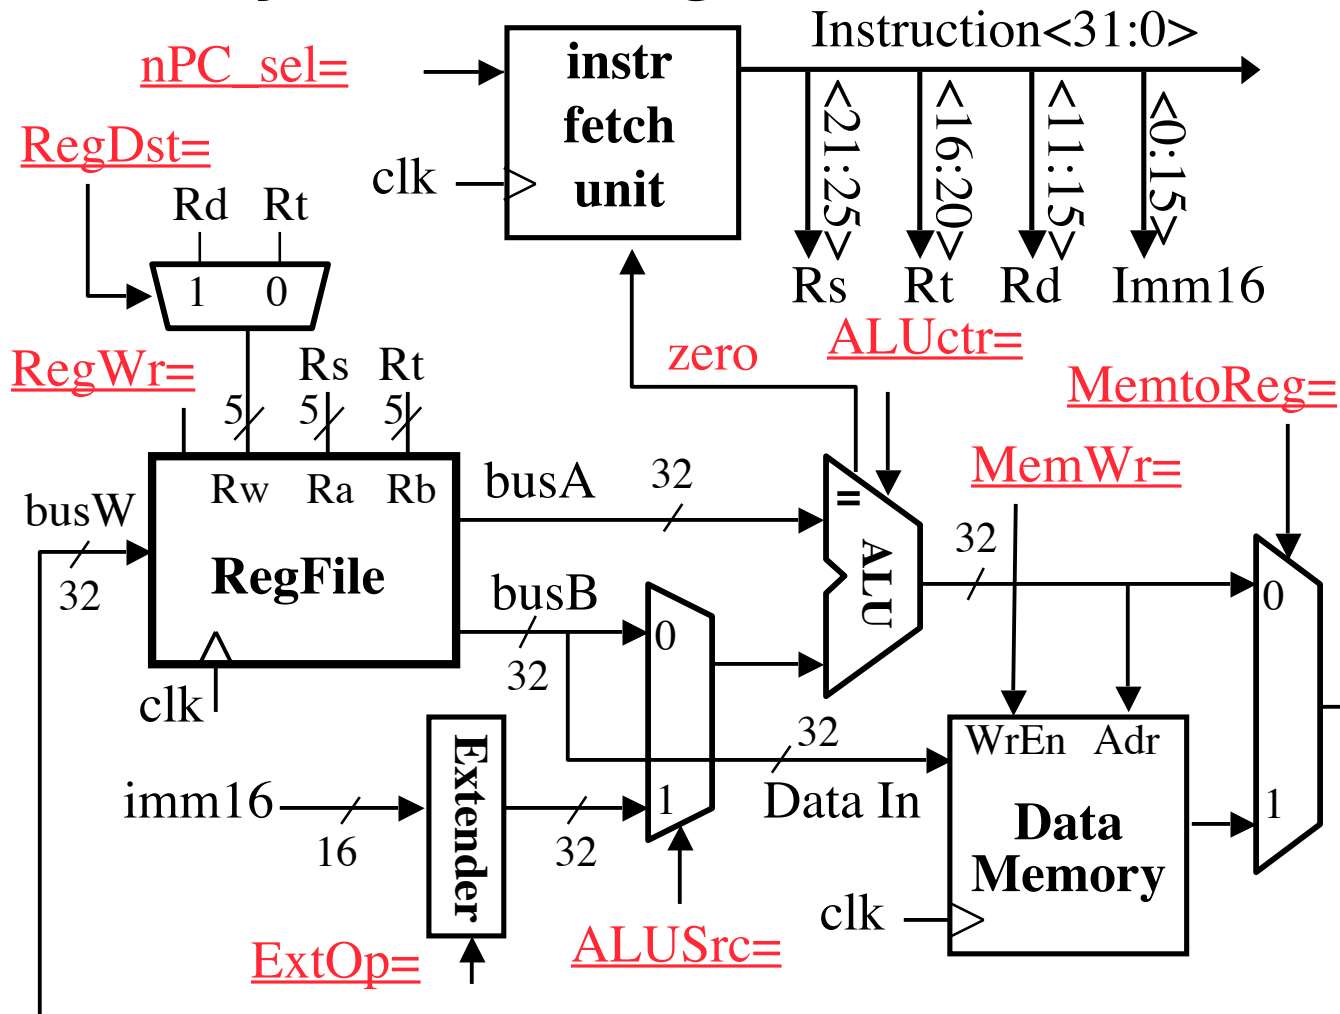 Instruction<31:0>
nPC_sel=
instr
fetch
unit
clk
<21:25>
<16:20>
<11:15>
<0:15>
Rs
Rt
Rd
Imm16
RegDst=
Rd
Rt
1
0
RegWr=
Rs
Rt
5
5
5
zero
ALUctr=
MemtoReg=
MemWr=
busW
32
Rw
Ra
Rb
RegFile
clk
busA
32
busB
32
=
ALU
32
0
1
0
1
imm16
16
Extender
32
ExtOp=
ALUSrc=
32
Data In
WrEn
Adr
Data
Memory
clk